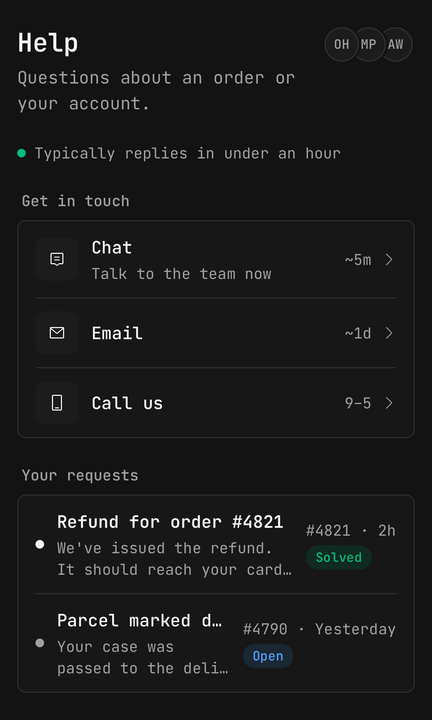 Help
OH MP AW
Questions about an order or
your account.
Typically replies in under an hour
Get in touch
Chat
Talk to the team now
~5m
Email
~1d
Call us
9–5
Your requests
Refund for order #4821
We've issued the refund.
It should reach your card…
#4821 · 2h
Solved
Parcel marked d…
Your case was
passed to the deli…
#4790 · Yesterday
Open